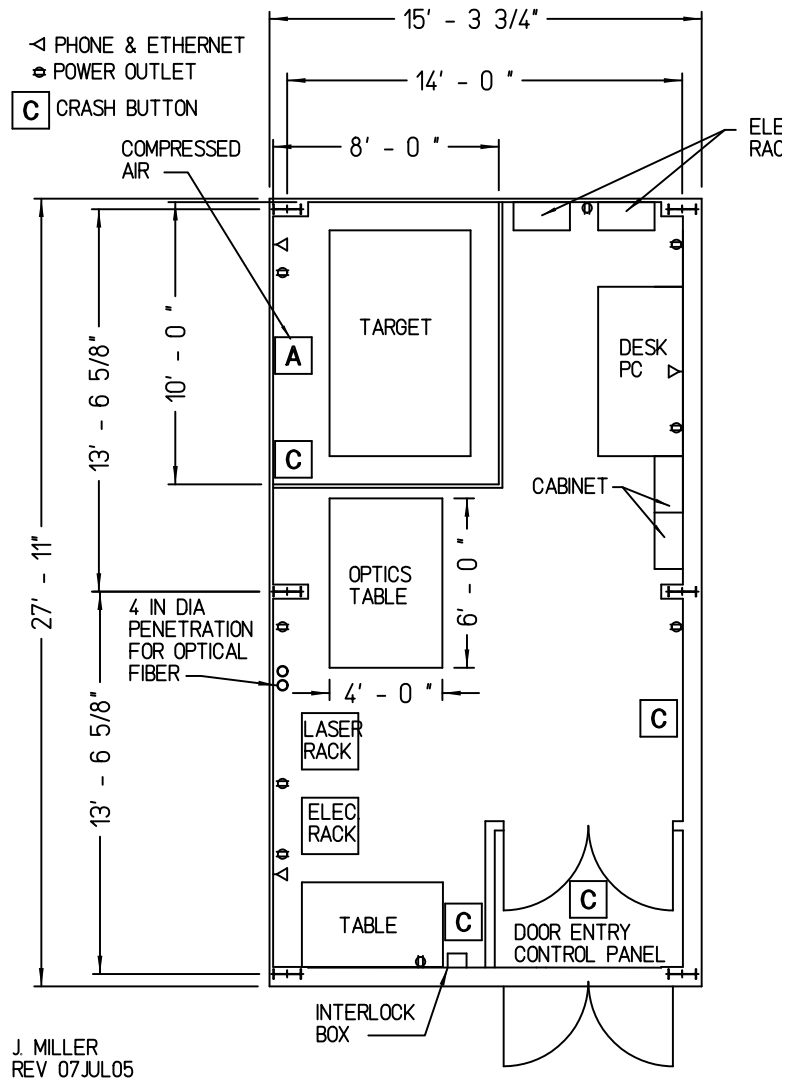 15' - 3 3/4"
PHONE & ETHERNET
POWER OUTLET
C CRASH BUTTON
14' - 0 "
COMPRESSED
AIR
8' - 0 "
ELE
RAC
TARGET
A
C
DESK
PC
10' - 0 "
13' - 6 5/8"
CABINET
27' - 11"
OPTICS
TABLE
6' - 0 "
4' - 0 "
4 IN DIA
PENETRATION
FOR OPTICAL
FIBER
LASER
RACK
C
13' - 6 5/8"
ELEC.
RACK
TABLE
C
C
DOOR ENTRY
CONTROL PANEL
INTERLOCK
BOX
J. MILLER
REV 07JUL05